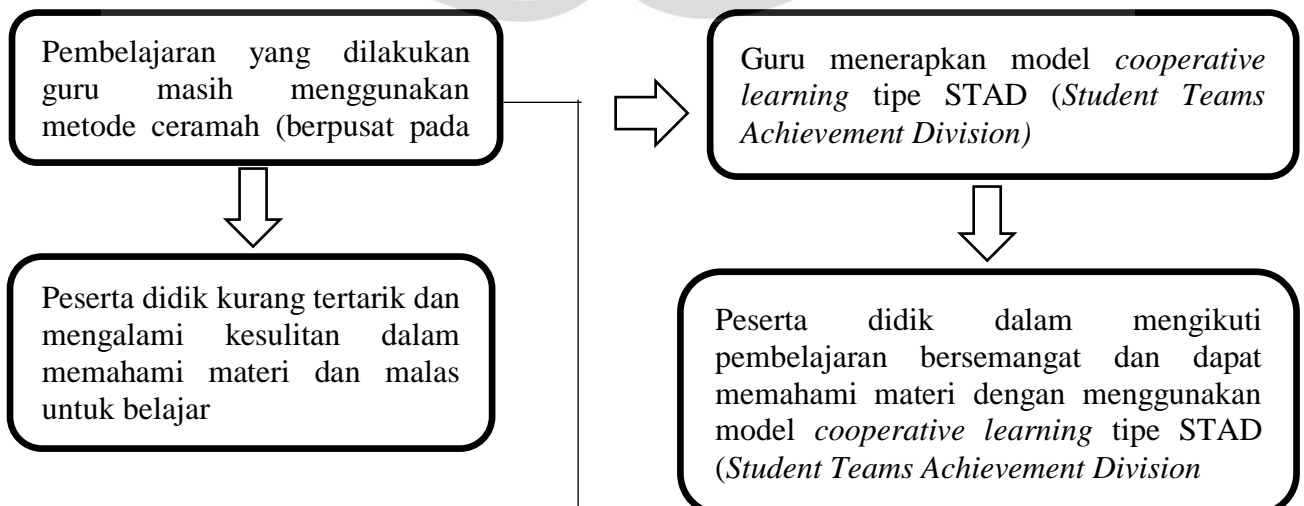 Pembelajaran yang dilakukan
guru masih menggunakan
metode ceramah (berpusat pada
Peserta didik kurang tertarik dan
mengalami kesulitan dalam
memahami materi dan malas
untuk belajar
Guru menerapkan model cooperative
learning tipe STAD (Student Teams
Achievement Division)
Peserta didik dalam mengikuti
pembelajaran bersemangat dan dapat
memahami materi dengan menggunakan
model cooperative learning tipe STAD
(Student Teams Achievement Division